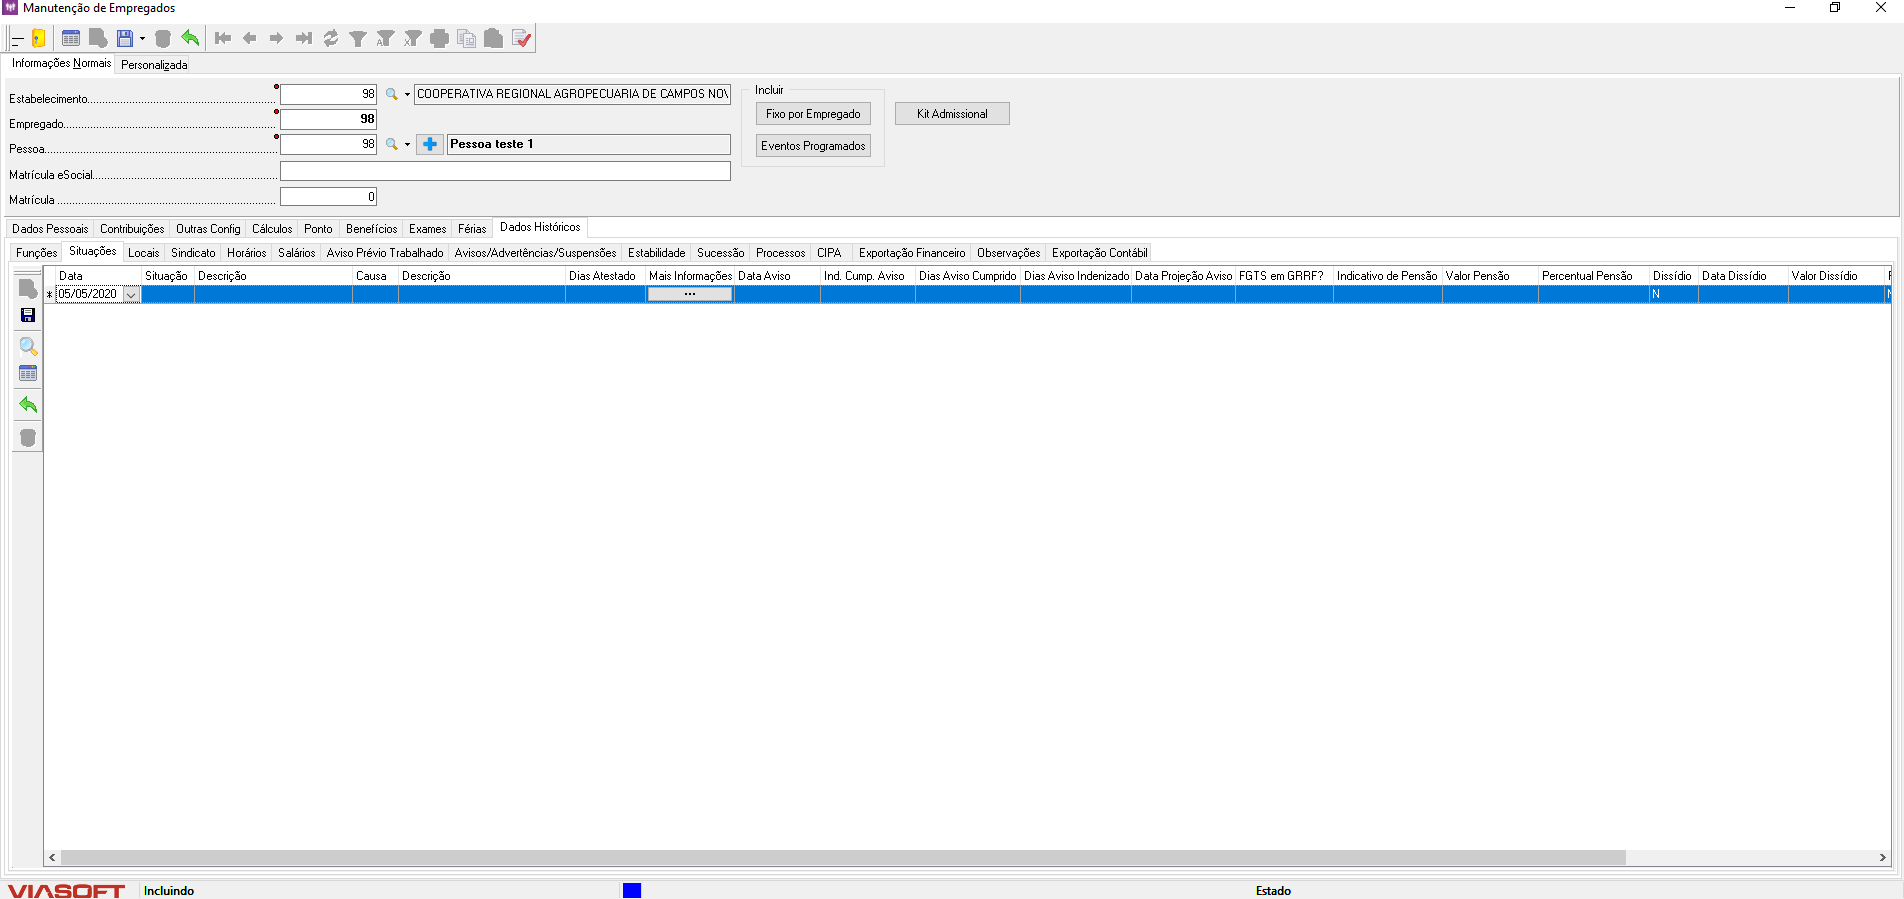 Manutenção de Empregados
Informações Normais Personalizada
Estabelecimento 98 COOPERATIVA REGIONAL AGROPECUARIA DE CAMPOS
Empregado 98
Pessoa 98 Pessoa teste 1
Matrícula eSocial
Matrícula 0
Incluir
Fixo por Empregado
Eventos Programados
Kit Admissional
Dados Pessoais Contribuições Outras Config Cálculos Ponto Benefícios Exames Férias Dados Históricos
Funções Situações Locais Sindicato Horários Salários Aviso Prévio Trabalhado Avisos/Advertências/Suspensões Estabilidade Sucessão Processos CIPA Exportação Financeiro Observações Exportação Contábil
Data Situação Descrição Causa Descrição Dias Atestado Mais Informações Data Aviso Ind. Cump. Aviso Dias Aviso Cumprido Dias Aviso Indenizado Data Projeção Aviso FGTS em GRRF? Indicativo de Pensão Valor Pensão Percentual Pensão Dissídio Data Dissídio Valor Dissídio
* 05/05/2020 ... N
VIASOFT Incluindo Estado